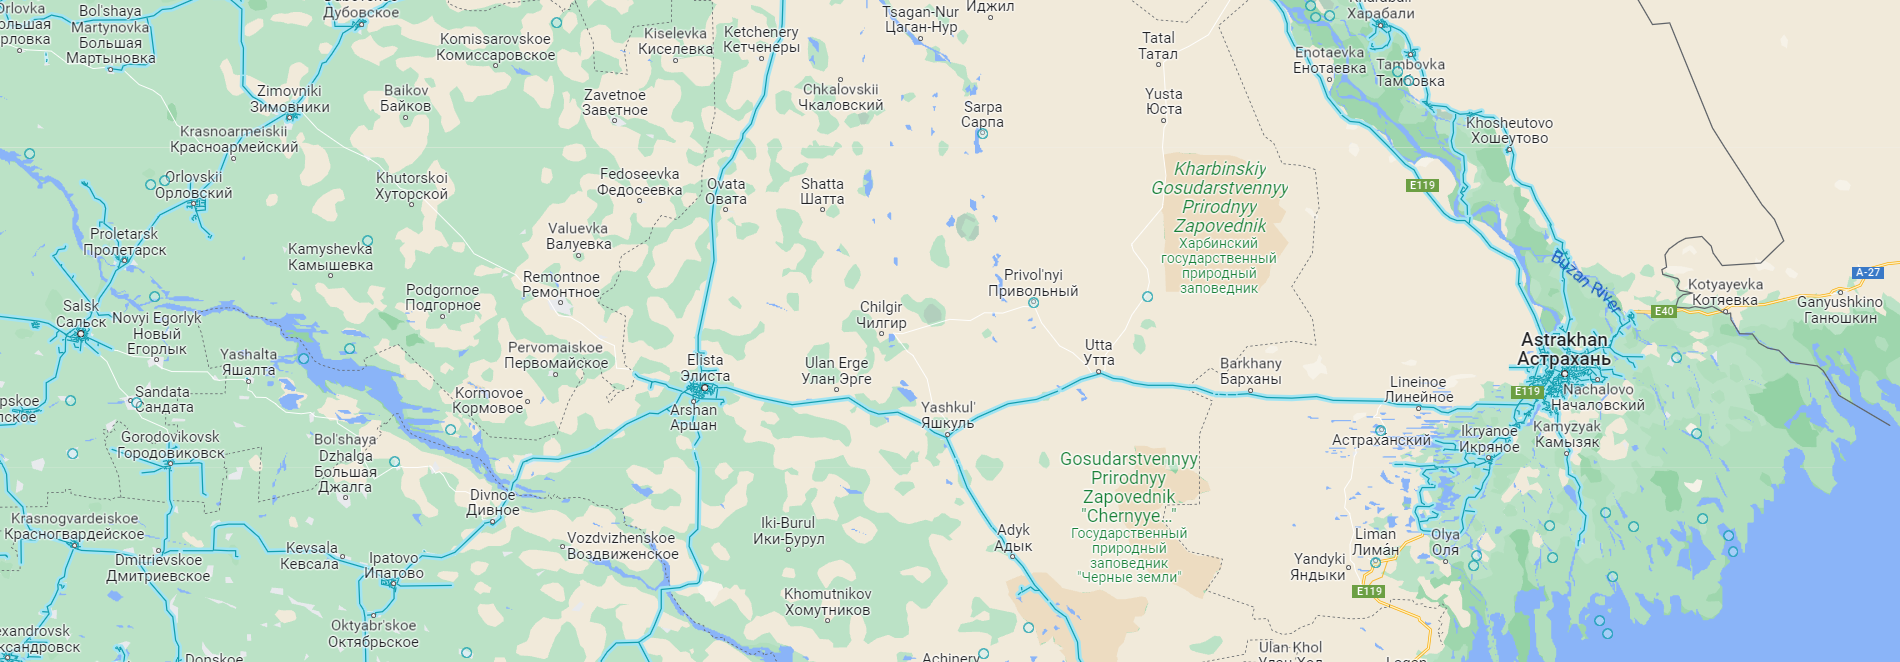 Orlovka
Bol'shaya
Martynovka
Большая
Мартыновка
Дубовское
Komissarovskoe
Комиссаровское
Kiselevka
Киселевка
Ketchenery
Кетченеры
Tsagan-Nur
Цаган-Нур
Иджил
Tatal
Татал
Enotaevka
Енотаевка
Харабали
Tambovka
Тамбовка
Zimovniki
Зимовники
Baikov
Байков
Zavetnoe
Заветное
Chkalovskii
Чкаловский
Sarpa
Сарпа
Yusta
Юста
Khosheutovo
Хошеутово
Krasnoarmeiskii
Красноармейский
Orlovskii
Орловский
Khutorskoi
Хуторской
Fedoseevka
Федосеевка
Ovata
Овата
Shatta
Шатта
Kharbinskiy
Gosudarstvennyy
Prirodnyy
Zapovednik
Харбинский
государственный
природный
заповедник
E119
Proletarsk
Пролетарск
Kamyshevka
Камышевка
Valuevka
Валуевка
Remontnoe
Ремонтное
Privol'nyi
Привольный
Buzan River
Kotyayevka
Котяевка
A-27
Ganyushkino
Ганюшкин
E40
Salsk
Сальск
Novyi Egorlyk
Новый
Егорлык
Podgornoe
Подгорное
Chilgir
Чилгир
Yashalta
Яшалта
Pervomaiskoe
Первомайское
Elista
Элиста
Ulan Erge
Улан Эрге
Utta
Утта
Barkhany
Барханы
Astrakhan
Астрахань
Lineinoe
Линейное
E119
Nachalovo
Началовский
Sandata
Сандата
Kormovoe
Кормовое
Arshan
Аршан
Yashkul'
Яшкуль
Астраханский
Ikryanoe
Икряное
Kamyzyak
Камызяк
Gorodovikovsk
Городовиковск
Bol'shaya
Dzhalga
Большая
Джалга
Gosudarstvennyy
Prirodnyy
Zapovednik
"Chernyye..."
Государственный
природный
заповедник
"Черные земли"
Divnoe
Дивное
Krasnogvardeiskoe
Красногвардейское
Iki-Burul
Ики-Бурул
Adyk
Адык
Vozdvizhenskoe
Воздвиженское
Kevsala
Кевсала
Ipatovo
Ипатово
Dmitrievskoe
Дмитриевское
Yandyki
Яндыки
Liman
Лима́н
Olya
Оля
E119
Khomutnikov
Хомутников
Oktyabr'skoe
Октябрьское
Donskoe
Achinery
Ulan Khol